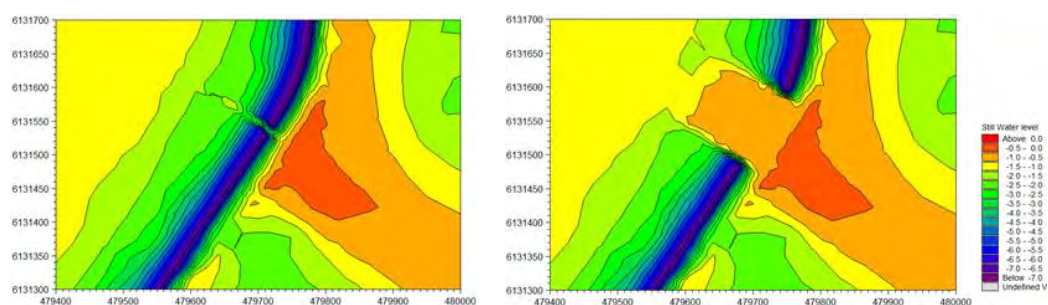 6131700
6131650
6131600
6131550
6131500
6131450
6131400
6131350
6131300
479400 479500 479600 479700 479800 479900 480000
6131700
6131650
6131600
6131550
6131500
6131450
6131400
6131350
6131300
479400 479500 479600 479700 479800 479900 480000
Still Water level
Above 0.0
-0.5 - 0.0
-1.0 - -0.5
-1.5 - -1.0
-2.0 - -1.5
-2.5 - -2.0
-3.0 - -2.5
-3.5 - -3.0
-4.0 - -3.5
-4.5 - -4.0
-5.0 - -4.5
-5.5 - -5.0
-6.0 - -5.5
-6.5 - -6.0
-7.0 - -6.5
Below -7.0
Undefined V